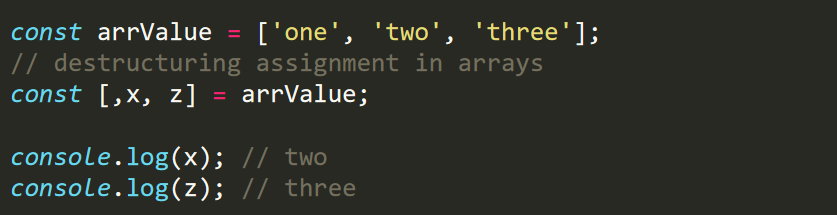 const arrValue = ['one', 'two', 'three'];
// destructuring assignment in arrays
const [,x, z] = arrValue;
console.log(x); // two
console.log(z); // three